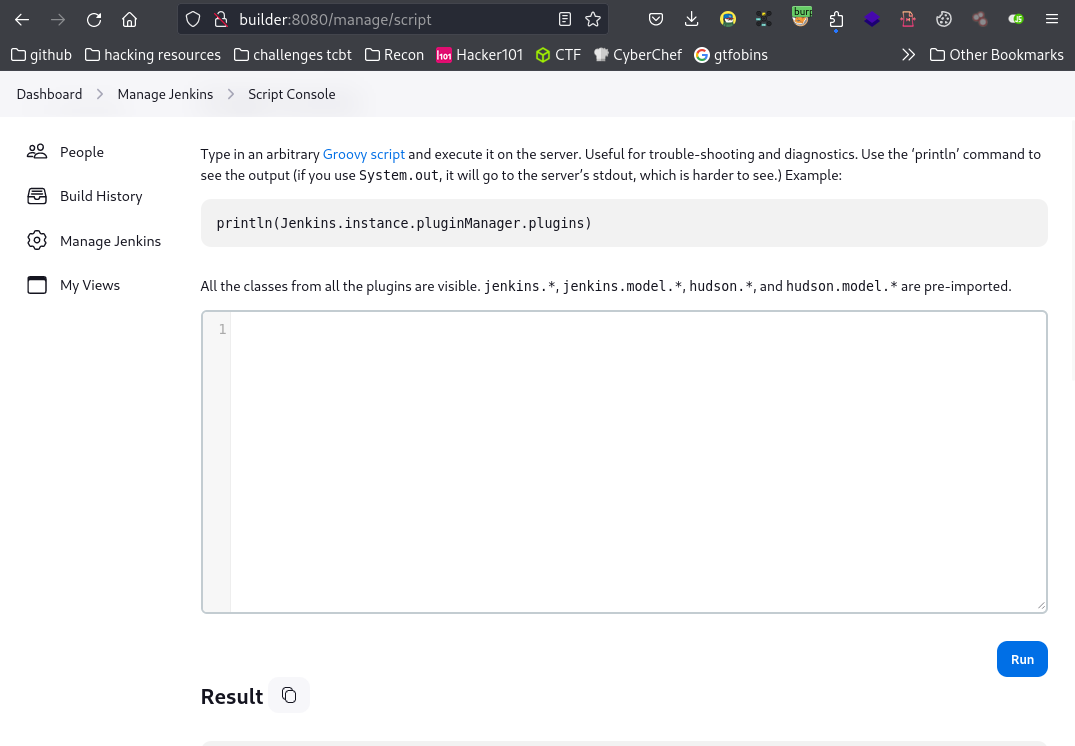 builder:8080/manage/script
burp
JS
github hacking resources challenges tcbt Recon h101 Hacker101 CTF CyberChef gtfobins Other Bookmarks
Dashboard Manage Jenkins Script Console
People
Build History
Manage Jenkins
My Views
Type in an arbitrary Groovy script and execute it on the server. Useful for trouble-shooting and diagnostics. Use the ‘println’ command to
see the output (if you use System.out, it will go to the server’s stdout, which is harder to see.) Example:
println(Jenkins.instance.pluginManager.plugins)
All the classes from all the plugins are visible. jenkins.*, jenkins.model.*, hudson.*, and hudson.model.* are pre-imported.
1
Run
Result